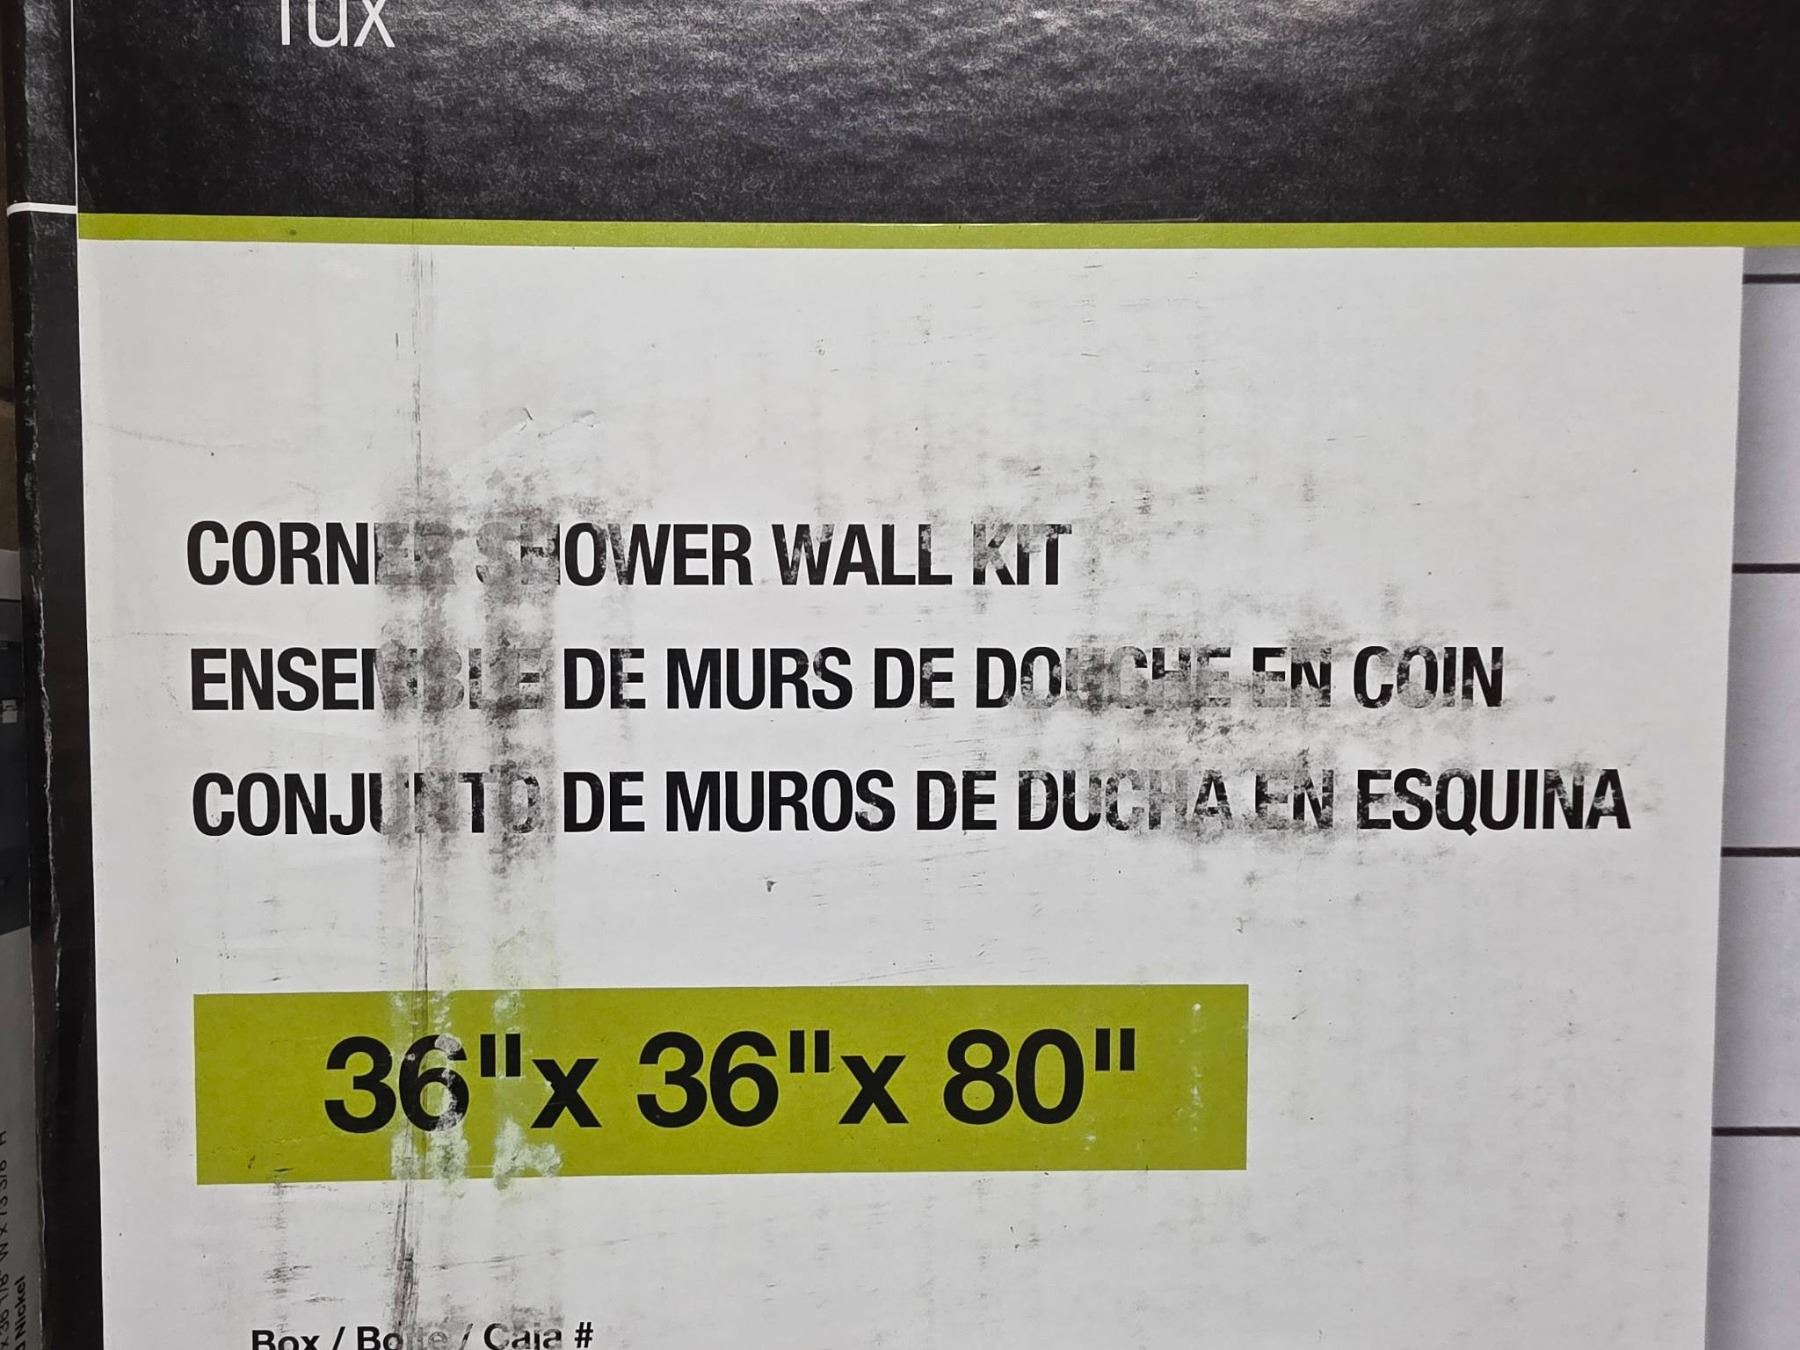 CORNER SHOWER WALL KIT
ENSEMBLE DE MURS DE DOUCHE EN COIN
CONJUNTO DE MUROS DE DUCHA EN ESQUINA
36"x 36"x 80"
Box / Boîte / Caja #
Nickel